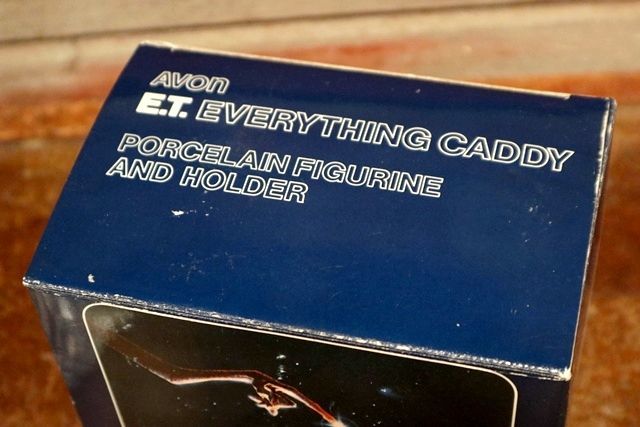 AVON
E.T. EVERYTHING CADDY
PORCELAIN FIGURINE
AND HOLDER